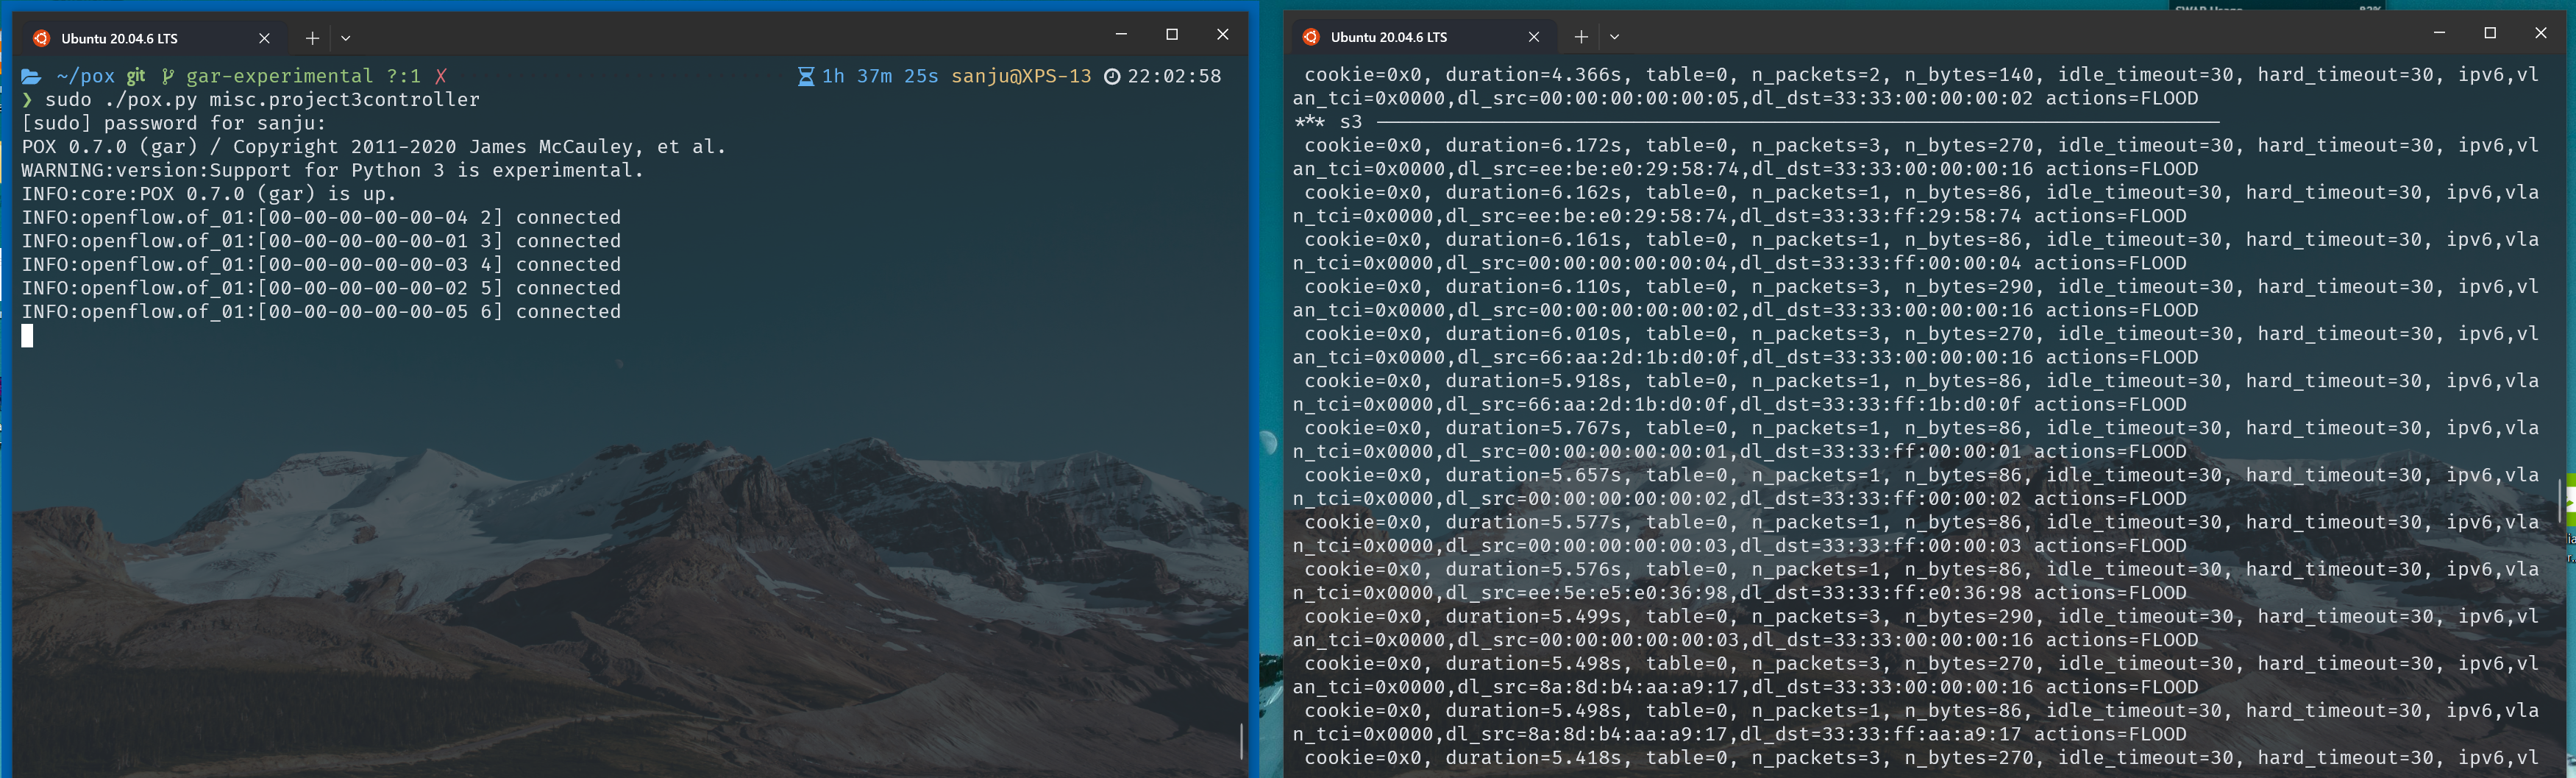 Ubuntu 20.04.6 LTS
~/pox git gar-experimental ?:1 ✗ 1h 37m 25s sanju@XPS-13 22:02:58
❯ sudo ./pox.py misc.project3controller
[sudo] password for sanju:
POX 0.7.0 (gar) / Copyright 2011-2020 James McCauley, et al.
WARNING:version:Support for Python 3 is experimental.
INFO:core:POX 0.7.0 (gar) is up.
INFO:openflow.of_01:[00-00-00-00-00-04 2] connected
INFO:openflow.of_01:[00-00-00-00-00-01 3] connected
INFO:openflow.of_01:[00-00-00-00-00-03 4] connected
INFO:openflow.of_01:[00-00-00-00-00-02 5] connected
INFO:openflow.of_01:[00-00-00-00-00-05 6] connected
Ubuntu 20.04.6 LTS
cookie=0x0, duration=4.366s, table=0, n_packets=2, n_bytes=140, idle_timeout=30, hard_timeout=30, ipv6,vl
an_tci=0x0000,dl_src=00:00:00:00:00:05,dl_dst=33:33:00:00:00:02 actions=FLOOD
*** s3 ------------------------------------------------------------------------
cookie=0x0, duration=6.172s, table=0, n_packets=3, n_bytes=270, idle_timeout=30, hard_timeout=30, ipv6,vl
an_tci=0x0000,dl_src=ee:be:e0:29:58:74,dl_dst=33:33:00:00:00:16 actions=FLOOD
cookie=0x0, duration=6.162s, table=0, n_packets=1, n_bytes=86, idle_timeout=30, hard_timeout=30, ipv6,vla
n_tci=0x0000,dl_src=ee:be:e0:29:58:74,dl_dst=33:33:ff:29:58:74 actions=FLOOD
cookie=0x0, duration=6.161s, table=0, n_packets=1, n_bytes=86, idle_timeout=30, hard_timeout=30, ipv6,vla
n_tci=0x0000,dl_src=00:00:00:00:00:04,dl_dst=33:33:ff:00:00:04 actions=FLOOD
cookie=0x0, duration=6.110s, table=0, n_packets=3, n_bytes=290, idle_timeout=30, hard_timeout=30, ipv6,vl
an_tci=0x0000,dl_src=00:00:00:00:00:02,dl_dst=33:33:00:00:00:16 actions=FLOOD
cookie=0x0, duration=6.010s, table=0, n_packets=3, n_bytes=270, idle_timeout=30, hard_timeout=30, ipv6,vl
an_tci=0x0000,dl_src=66:aa:2d:1b:d0:0f,dl_dst=33:33:00:00:00:16 actions=FLOOD
cookie=0x0, duration=5.918s, table=0, n_packets=1, n_bytes=86, idle_timeout=30, hard_timeout=30, ipv6,vla
n_tci=0x0000,dl_src=66:aa:2d:1b:d0:0f,dl_dst=33:33:ff:1b:d0:0f actions=FLOOD
cookie=0x0, duration=5.767s, table=0, n_packets=1, n_bytes=86, idle_timeout=30, hard_timeout=30, ipv6,vla
n_tci=0x0000,dl_src=00:00:00:00:00:01,dl_dst=33:33:ff:00:00:01 actions=FLOOD
cookie=0x0, duration=5.657s, table=0, n_packets=1, n_bytes=86, idle_timeout=30, hard_timeout=30, ipv6,vla
n_tci=0x0000,dl_src=00:00:00:00:00:02,dl_dst=33:33:ff:00:00:02 actions=FLOOD
cookie=0x0, duration=5.577s, table=0, n_packets=1, n_bytes=86, idle_timeout=30, hard_timeout=30, ipv6,vla
n_tci=0x0000,dl_src=00:00:00:00:00:03,dl_dst=33:33:ff:00:00:03 actions=FLOOD
cookie=0x0, duration=5.576s, table=0, n_packets=1, n_bytes=86, idle_timeout=30, hard_timeout=30, ipv6,vla
n_tci=0x0000,dl_src=ee:5e:e5:e0:36:98,dl_dst=33:33:ff:e0:36:98 actions=FLOOD
cookie=0x0, duration=5.499s, table=0, n_packets=3, n_bytes=290, idle_timeout=30, hard_timeout=30, ipv6,vl
an_tci=0x0000,dl_src=00:00:00:00:00:03,dl_dst=33:33:00:00:00:16 actions=FLOOD
cookie=0x0, duration=5.498s, table=0, n_packets=3, n_bytes=270, idle_timeout=30, hard_timeout=30, ipv6,vl
an_tci=0x0000,dl_src=8a:8d:b4:aa:a9:17,dl_dst=33:33:00:00:00:16 actions=FLOOD
cookie=0x0, duration=5.498s, table=0, n_packets=1, n_bytes=86, idle_timeout=30, hard_timeout=30, ipv6,vla
n_tci=0x0000,dl_src=8a:8d:b4:aa:a9:17,dl_dst=33:33:ff:aa:a9:17 actions=FLOOD
cookie=0x0, duration=5.418s, table=0, n_packets=3, n_bytes=270, idle_timeout=30, hard_timeout=30, ipv6,vl